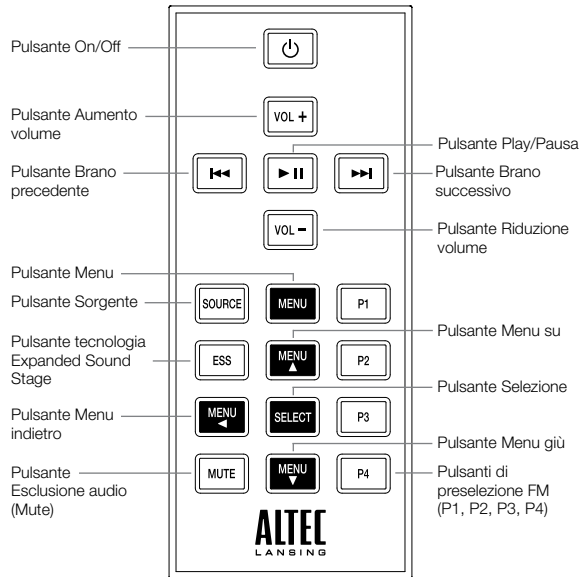 Pulsante On/Off
Pulsante Aumento
volume
VOL +
Pulsante Play/Pausa
Pulsante Brano
precedente
Pulsante Brano
successivo
VOL −
Pulsante Riduzione
volume
Pulsante Menu
Pulsante Sorgente
SOURCE
MENU
P1
Pulsante Menu su
Pulsante tecnologia
Expanded Sound
Stage
ESS
MENU
P2
Pulsante Selezione
Pulsante Menu
indietro
MENU
SELECT
P3
Pulsante Menu giù
Pulsante
Esclusione audio
(Mute)
MUTE
MENU
P4
Pulsanti di
preselezione FM
(P1, P2, P3, P4)
ALTEC
LANSING